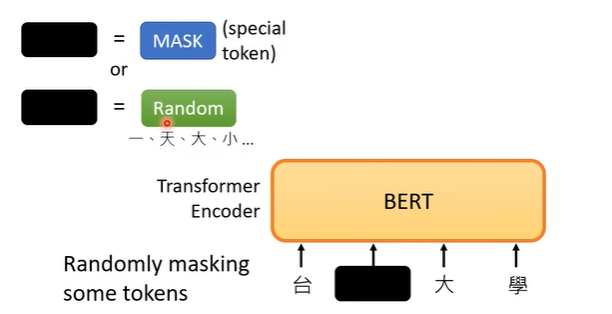 = MASK (special token)
or
= Random
一、天、大、小 ...
Transformer Encoder
BERT
Randomly masking some tokens
台 大 學